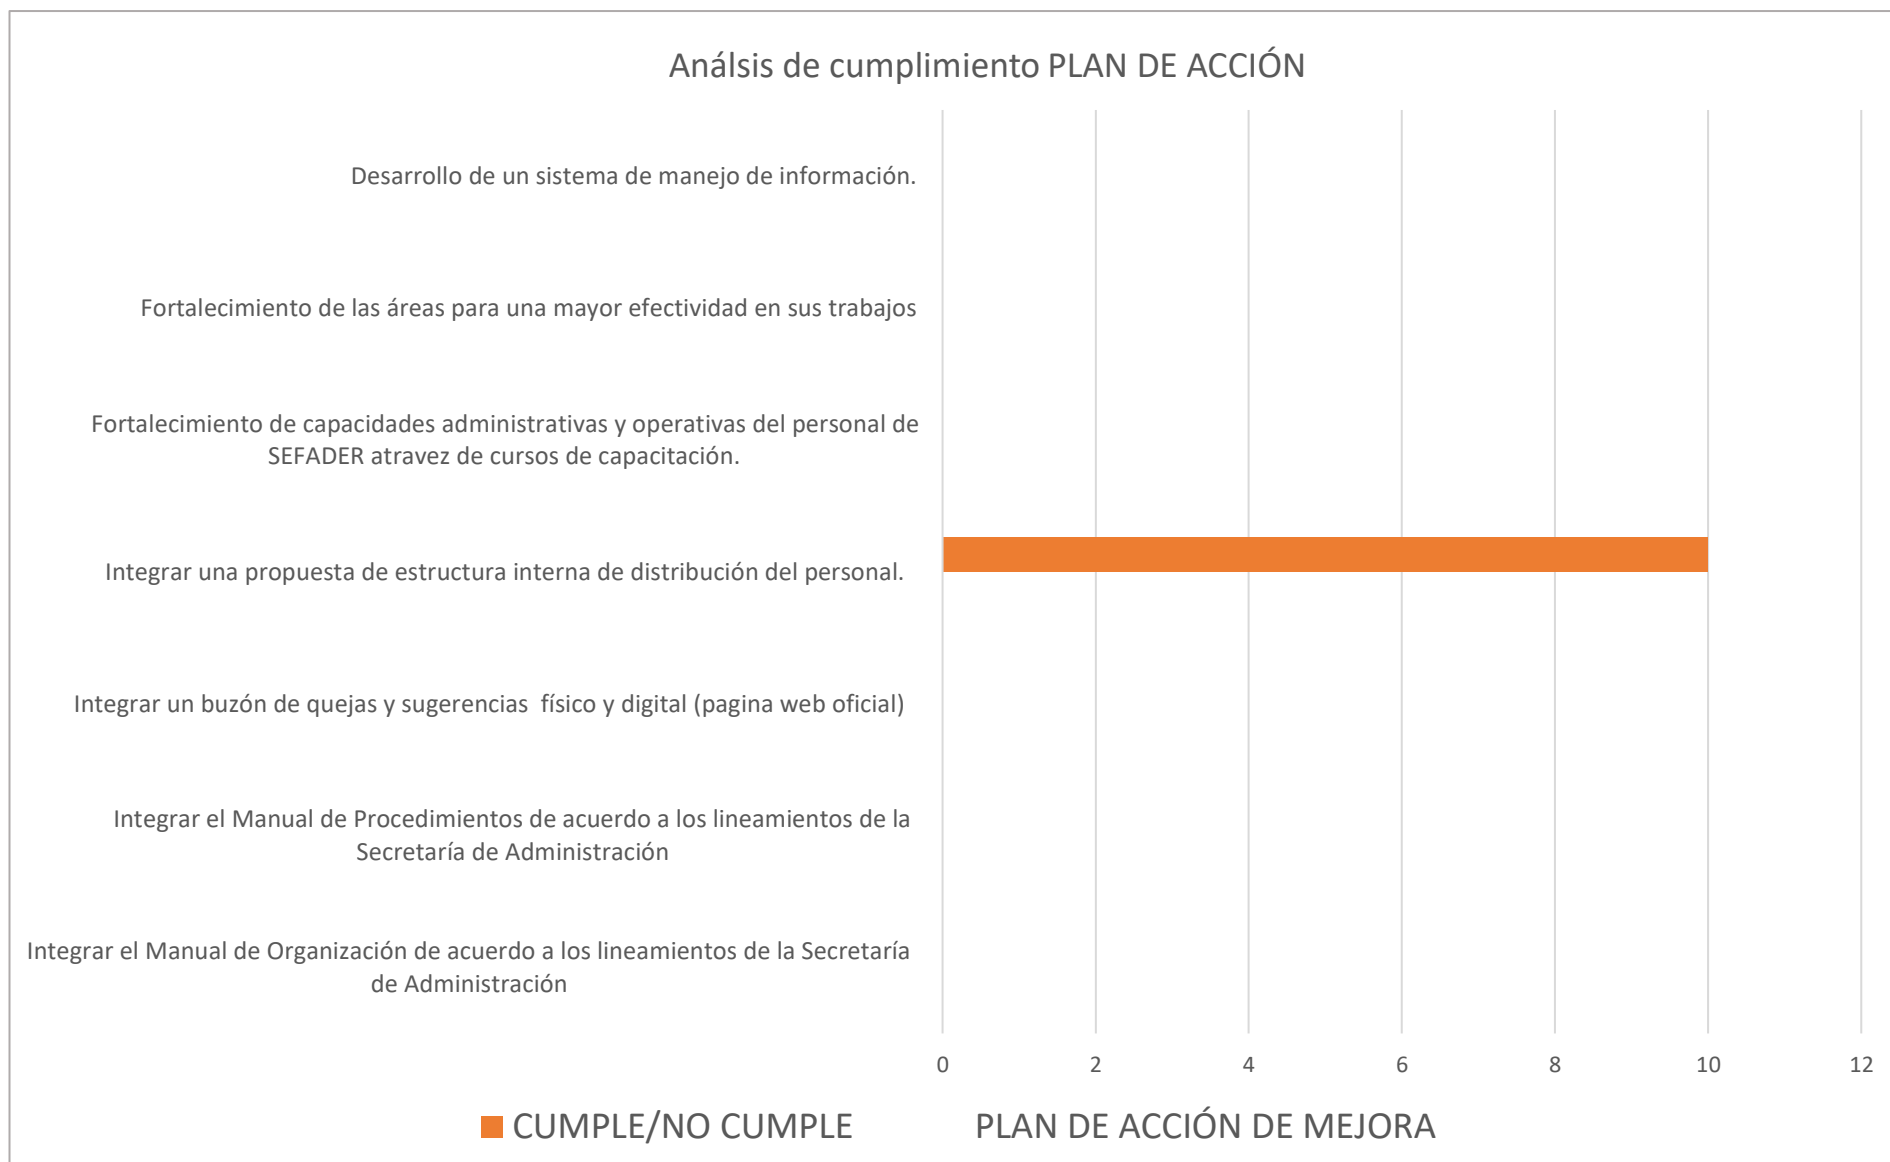 Análsis de cumplimiento PLAN DE ACCIÓN
Desarrollo de un sistema de manejo de información.
Fortalecimiento de las áreas para una mayor efectividad en sus trabajos
Fortalecimiento de capacidades administrativas y operativas del personal de
SEFADER atravez de cursos de capacitación.
Integrar una propuesta de estructura interna de distribución del personal.
Integrar un buzón de quejas y sugerencias  físico y digital (pagina web oficial)
Integrar el Manual de Procedimientos de acuerdo a los lineamientos de la
Secretaría de Administración
Integrar el Manual de Organización de acuerdo a los lineamientos de la Secretaría
de Administración
0 2 4 6 8 10 12
CUMPLE/NO CUMPLE PLAN DE ACCIÓN DE MEJORA